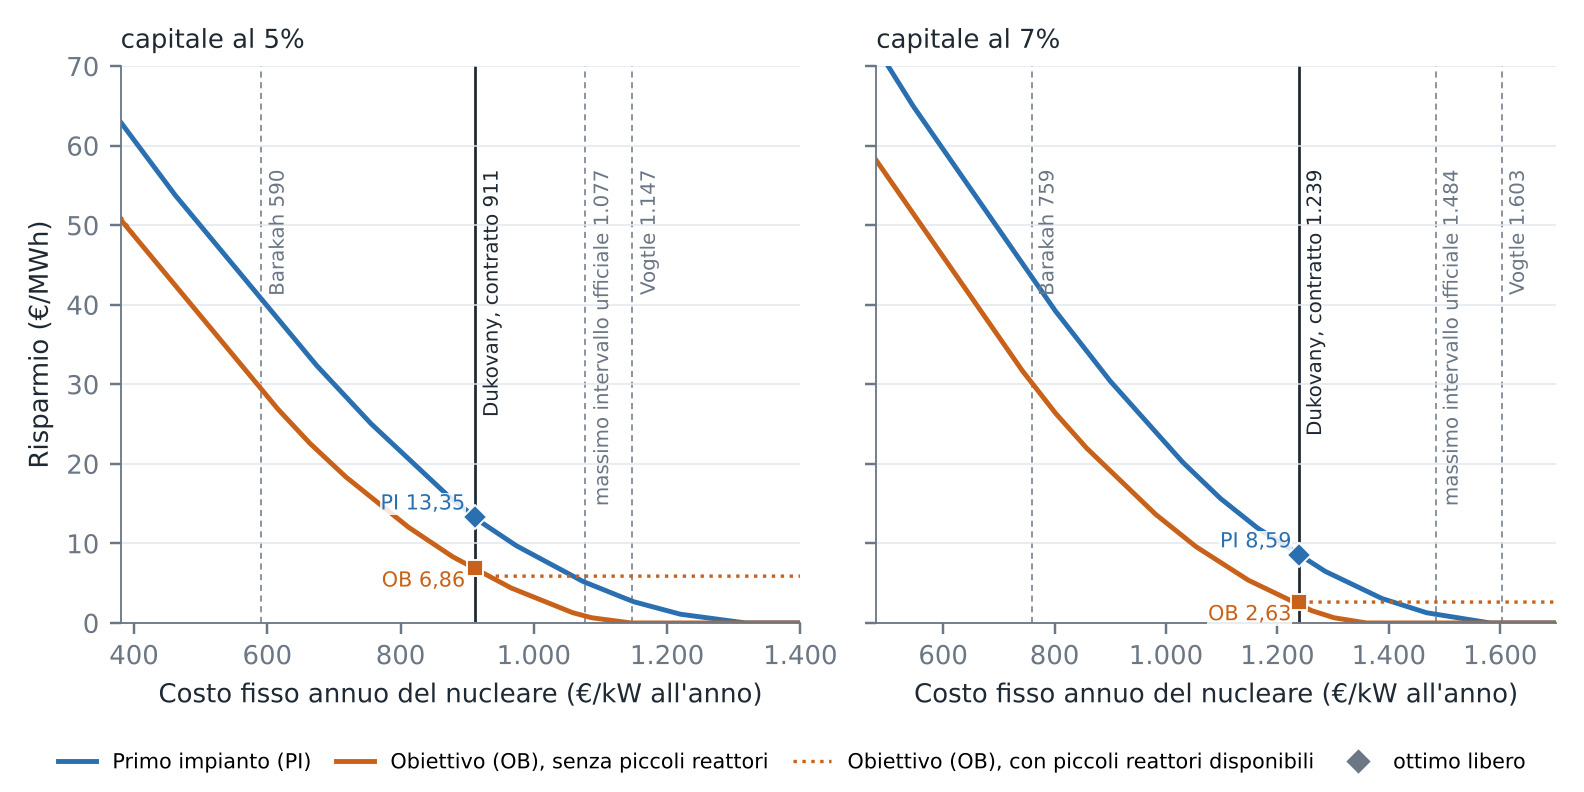 capitale al 5%
capitale al 7%
Risparmio (€/MWh)
70
60
50
40
30
20
10
0
Barakah 590
Dukovany, contratto 911
massimo intervallo ufficiale 1.077
Vogtle 1.147
PI 13,35
OB 6,86
400
600
800
1.000
1.200
1.400
Costo fisso annuo del nucleare (€/kW all'anno)
Barakah 759
Dukovany, contratto 1.239
massimo intervallo ufficiale 1.484
Vogtle 1.603
PI 8,59
OB 2,63
600
800
1.000
1.200
1.400
1.600
Costo fisso annuo del nucleare (€/kW all'anno)
Primo impianto (PI)
Obiettivo (OB), senza piccoli reattori
Obiettivo (OB), con piccoli reattori disponibili
ottimo libero